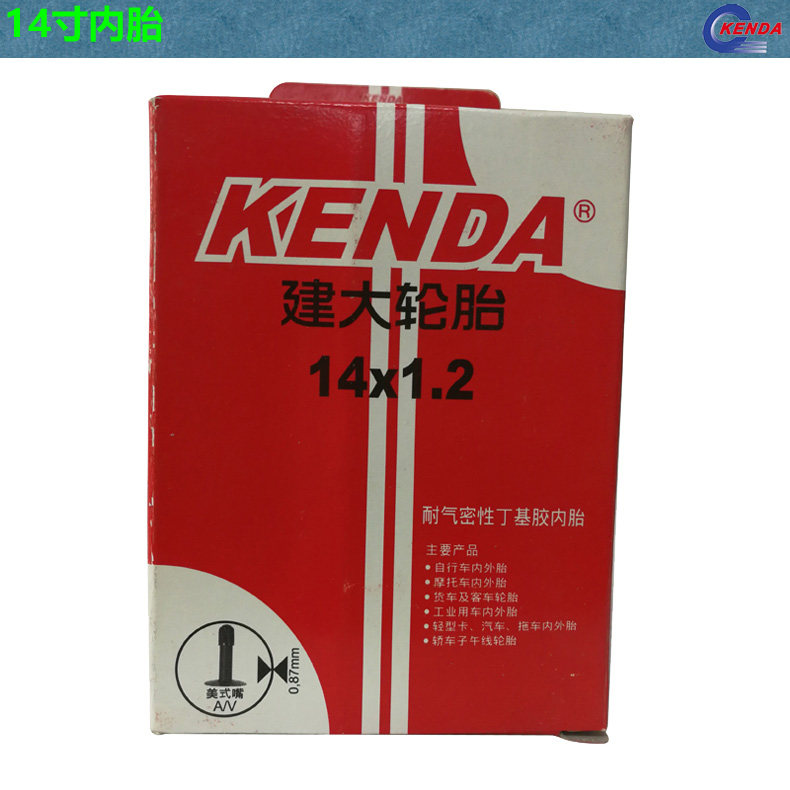 14寸内胎
KENDA
KENDA
KENDA®
建大轮胎
14x1.2
耐气密性丁基胶内胎
主要产品
• 自行车内外胎
• 摩托车内外胎
• 货车及客车轮胎
• 工业用车内外胎
• 轻型卡、汽车、拖车内外胎
• 轿车子午线轮胎
美式嘴
A/V
0,87mm